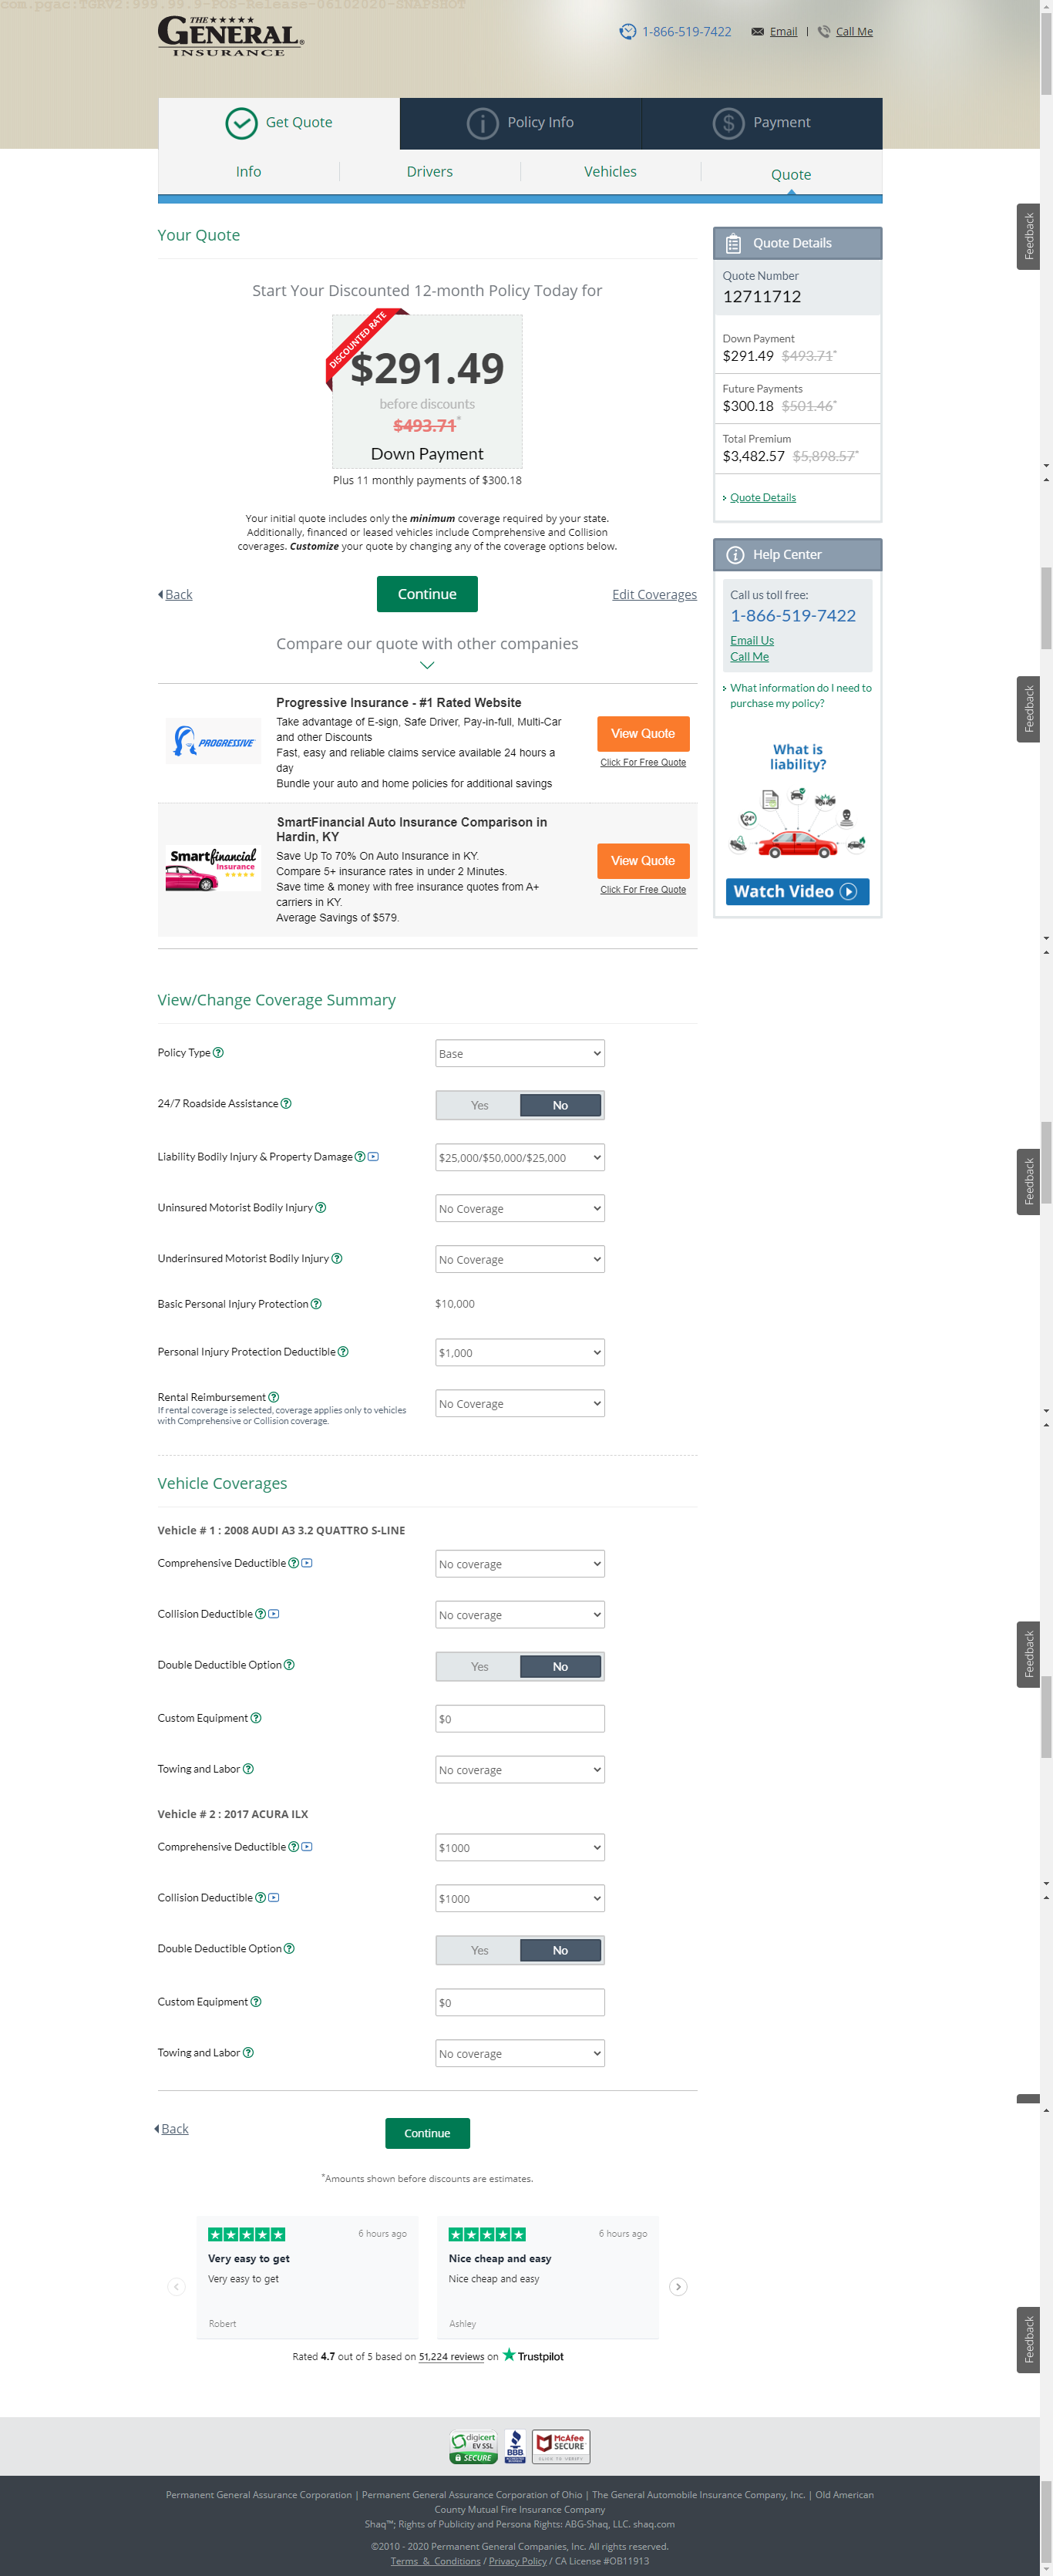 com.pgac:TGRV2:999.99.9-POS-Release-06102020-SNAPSHOT
THE
GENERAL
INSURANCE
1-866-519-7422
Email | Call Me
Get Quote
Policy Info
Payment
Info
Drivers
Vehicles
Quote
Your Quote
Start Your Discounted 12-month Policy Today for
DISCOUNTED RATE
$291.49
before discounts
$493.71*
Down Payment
Plus 11 monthly payments of $300.18
Your initial quote includes only the minimum coverage required by your state.
Additionally, financed or leased vehicles include Comprehensive and Collision
coverages. Customize your quote by changing any of the coverage options below.
Back
Continue
Edit Coverages
Quote Details
Quote Number
12711712
Down Payment
$291.49 $493.71*
Future Payments
$300.18 $501.46*
Total Premium
$3,482.57 $5,898.57*
Quote Details
Help Center
Call us toll free:
1-866-519-7422
Email Us
Call Me
What information do I need to
purchase my policy?
What is
liability?
24H
Watch Video
Feedback
Compare our quote with other companies
PROGRESSIVE
Progressive Insurance - #1 Rated Website
Take advantage of E-sign, Safe Driver, Pay-in-full, Multi-Car
and other Discounts
Fast, easy and reliable claims service available 24 hours a
day
Bundle your auto and home policies for additional savings
View Quote
Click For Free Quote
Smartfinancial
Insurance
SmartFinancial Auto Insurance Comparison in
Hardin, KY
Save Up To 70% On Auto Insurance in KY.
Compare 5+ insurance rates in under 2 Minutes.
Save time & money with free insurance quotes from A+
carriers in KY.
Average Savings of $579.
View Quote
Click For Free Quote
Feedback
View/Change Coverage Summary
Policy Type
Base
24/7 Roadside Assistance
Yes
No
Liability Bodily Injury & Property Damage
$25,000/$50,000/$25,000
Uninsured Motorist Bodily Injury
No Coverage
Underinsured Motorist Bodily Injury
No Coverage
Basic Personal Injury Protection
$10,000
Personal Injury Protection Deductible
$1,000
Rental Reimbursement
If rental coverage is selected, coverage applies only to vehicles
with Comprehensive or Collision coverage.
No Coverage
Feedback
Vehicle Coverages
Vehicle # 1 : 2008 AUDI A3 3.2 QUATTRO S-LINE
Comprehensive Deductible
No coverage
Collision Deductible
No coverage
Double Deductible Option
Yes
No
Custom Equipment
$0
Towing and Labor
No coverage
Feedback
Vehicle # 2 : 2017 ACURA ILX
Comprehensive Deductible
$1000
Collision Deductible
$1000
Double Deductible Option
Yes
No
Custom Equipment
$0
Towing and Labor
No coverage
Back
Continue
*Amounts shown before discounts are estimates.
6 hours ago
Very easy to get
Very easy to get
Robert
6 hours ago
Nice cheap and easy
Nice cheap and easy
Ashley
Rated 4.7 out of 5 based on 51,224 reviews on Trustpilot
Feedback
digicert
EV SSL
SECURE
BBB
McAfee
SECURE
CLICK TO VERIFY
Permanent General Assurance Corporation | Permanent General Assurance Corporation of Ohio | The General Automobile Insurance Company, Inc. | Old American
County Mutual Fire Insurance Company
Shaq™; Rights of Publicity and Persona Rights: ABG-Shaq, LLC. shaq.com
©2010 - 2020 Permanent General Companies, Inc. All rights reserved.
Terms & Conditions / Privacy Policy / CA License #OB11913